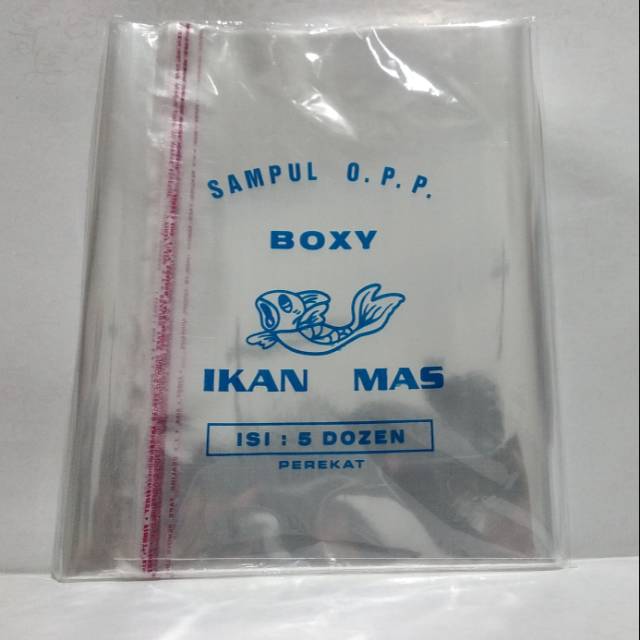 SAMPUL O.P.P.
BOXY
IKAN MAS
ISI : 5 DOZEN
PEREKAT